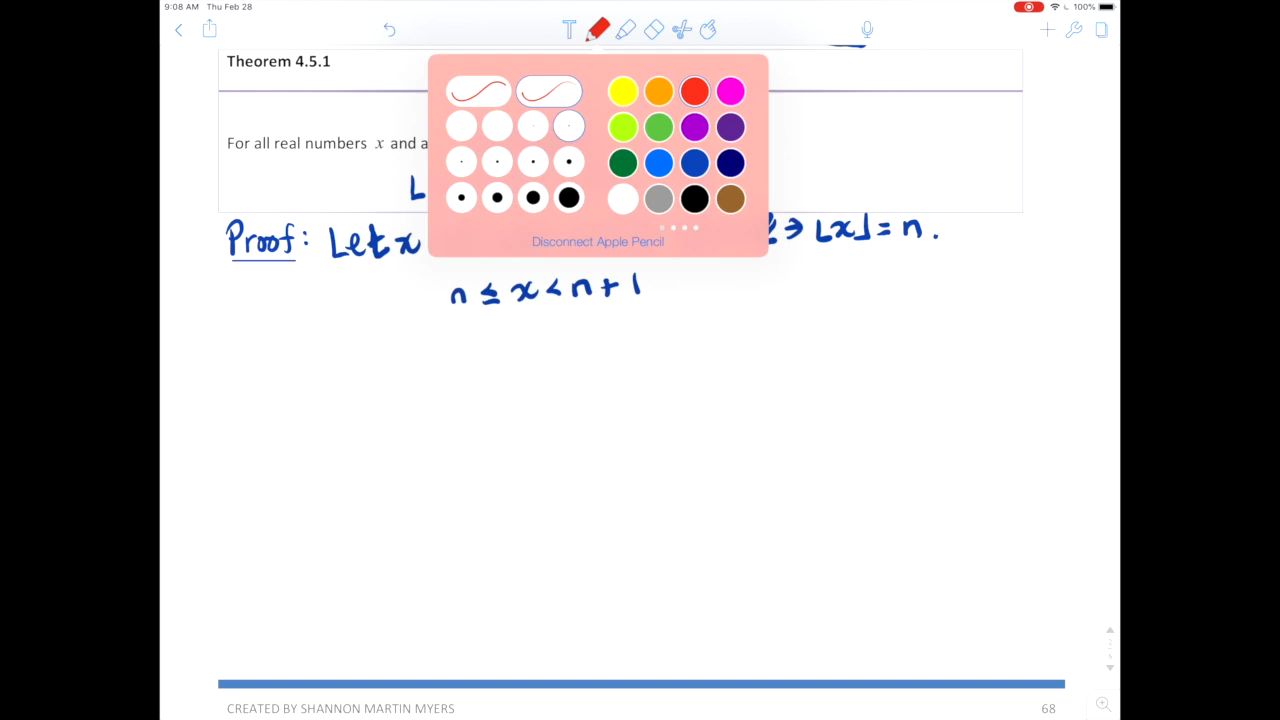 9:08 AM Thu Feb 28
100%
Theorem 4.5.1
For all real numbers x and a
L
Disconnect Apple Pencil
Proof: Let x
⇒ ⌊x⌋ = n.
n ≤ x < n + 1
CREATED BY SHANNON MARTIN MYERS
68